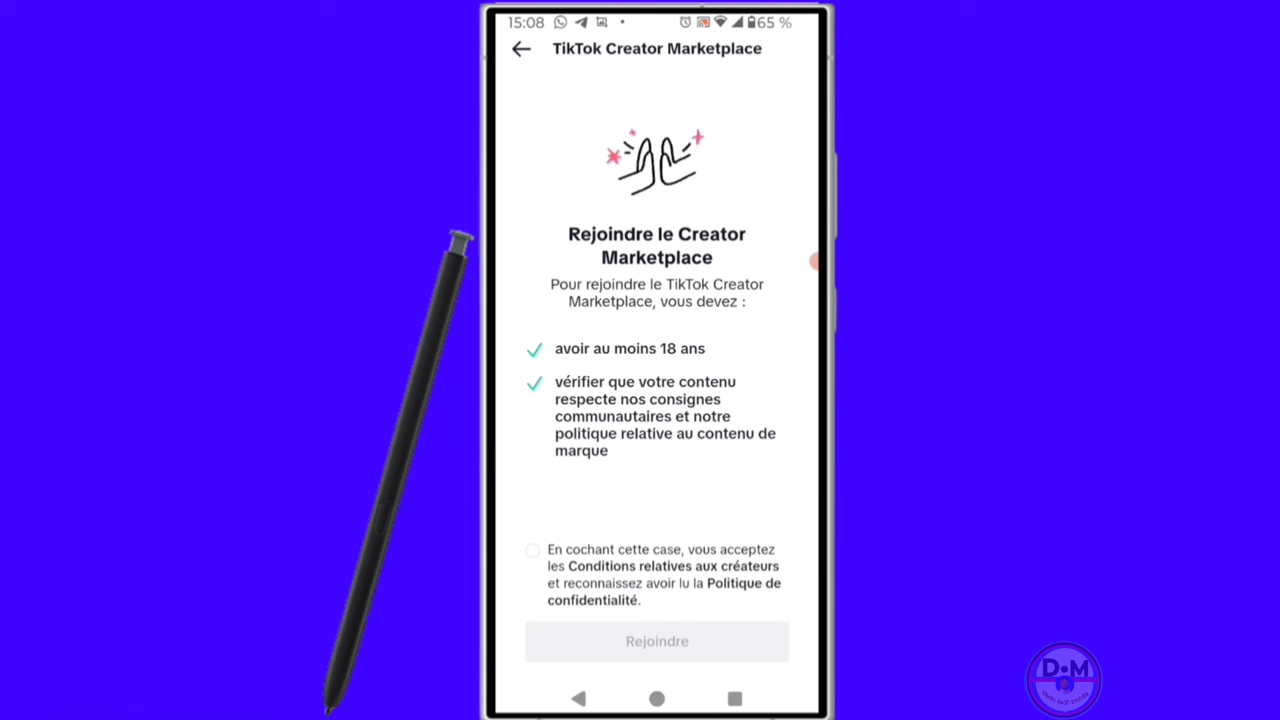 15:08
65 %
TikTok Creator Marketplace
Rejoindre le Creator
Marketplace
Pour rejoindre le TikTok Creator
Marketplace, vous devez :
avoir au moins 18 ans
vérifier que votre contenu
respecte nos consignes
communautaires et notre
politique relative au contenu de
marque
En cochant cette case, vous acceptez
les Conditions relatives aux créateurs
et reconnaissez avoir lu la Politique de
confidentialité.
Rejoindre
D•M